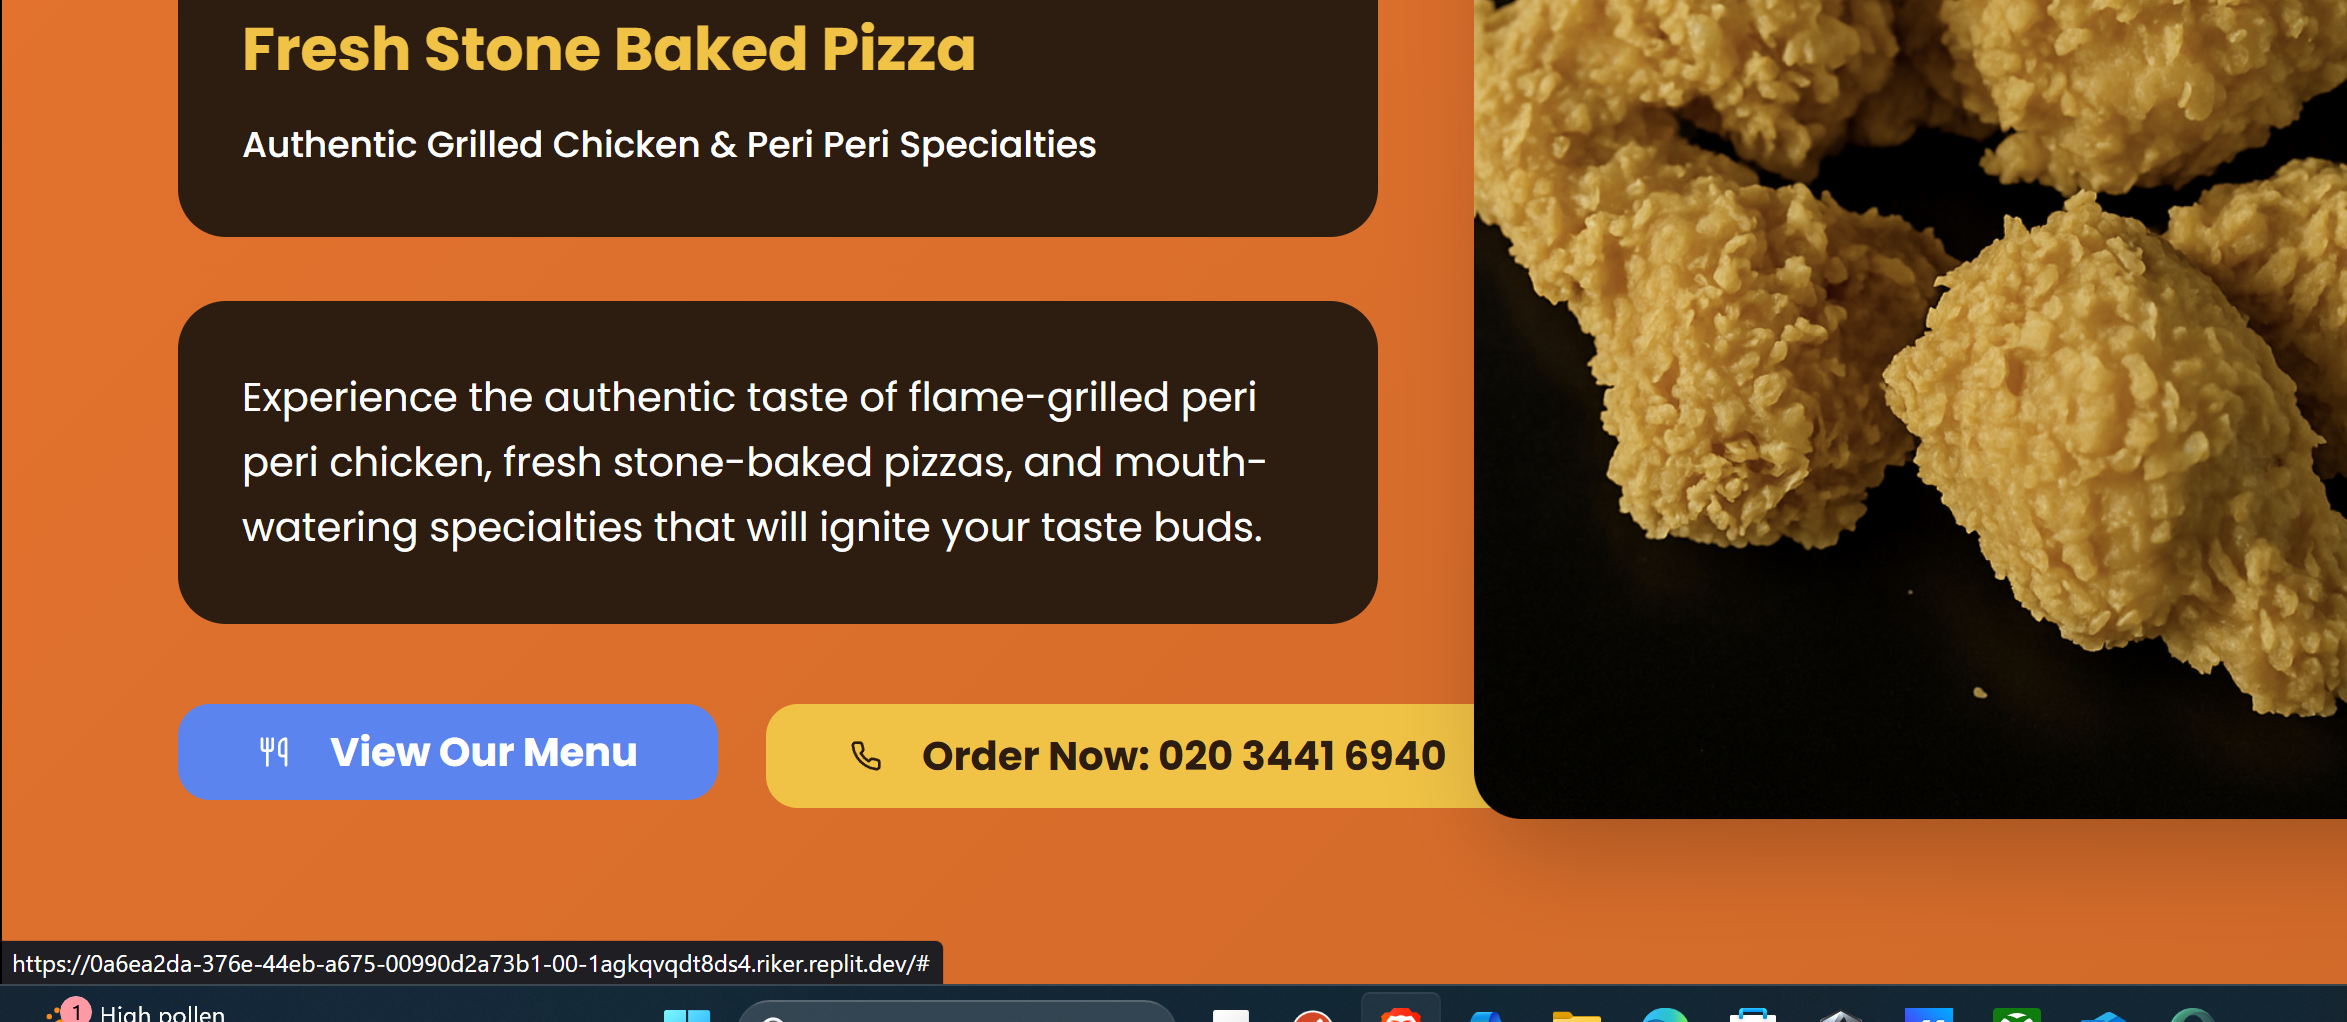 Fresh Stone Baked Pizza
Authentic Grilled Chicken & Peri Peri Specialties
Experience the authentic taste of flame-grilled peri
peri chicken, fresh stone-baked pizzas, and mouth-
watering specialties that will ignite your taste buds.
View Our Menu
Order Now: 020 3441 6940
https://0a6ea2da-376e-44eb-a675-00990d2a73b1-00-1agkqvqdt8ds4.riker.replit.dev/#
1 High pollen